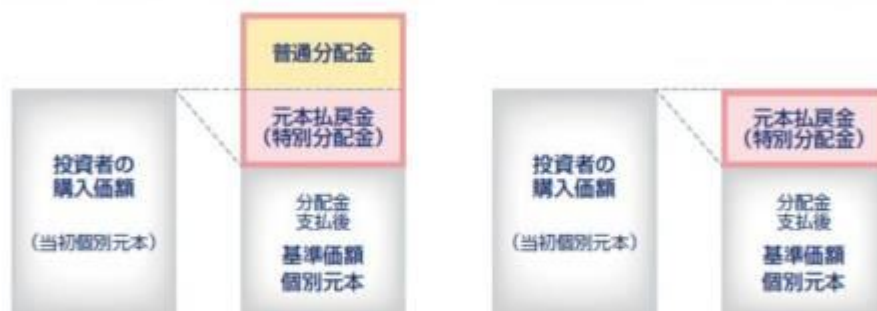 普通分配金
元本払戻金
(特別分配金)
投資者の
購入価額
(当初個別元本)
分配金
支払後
基準価額
個別元本
元本払戻金
(特別分配金)
投資者の
購入価額
(当初個別元本)
分配金
支払後
基準価額
個別元本